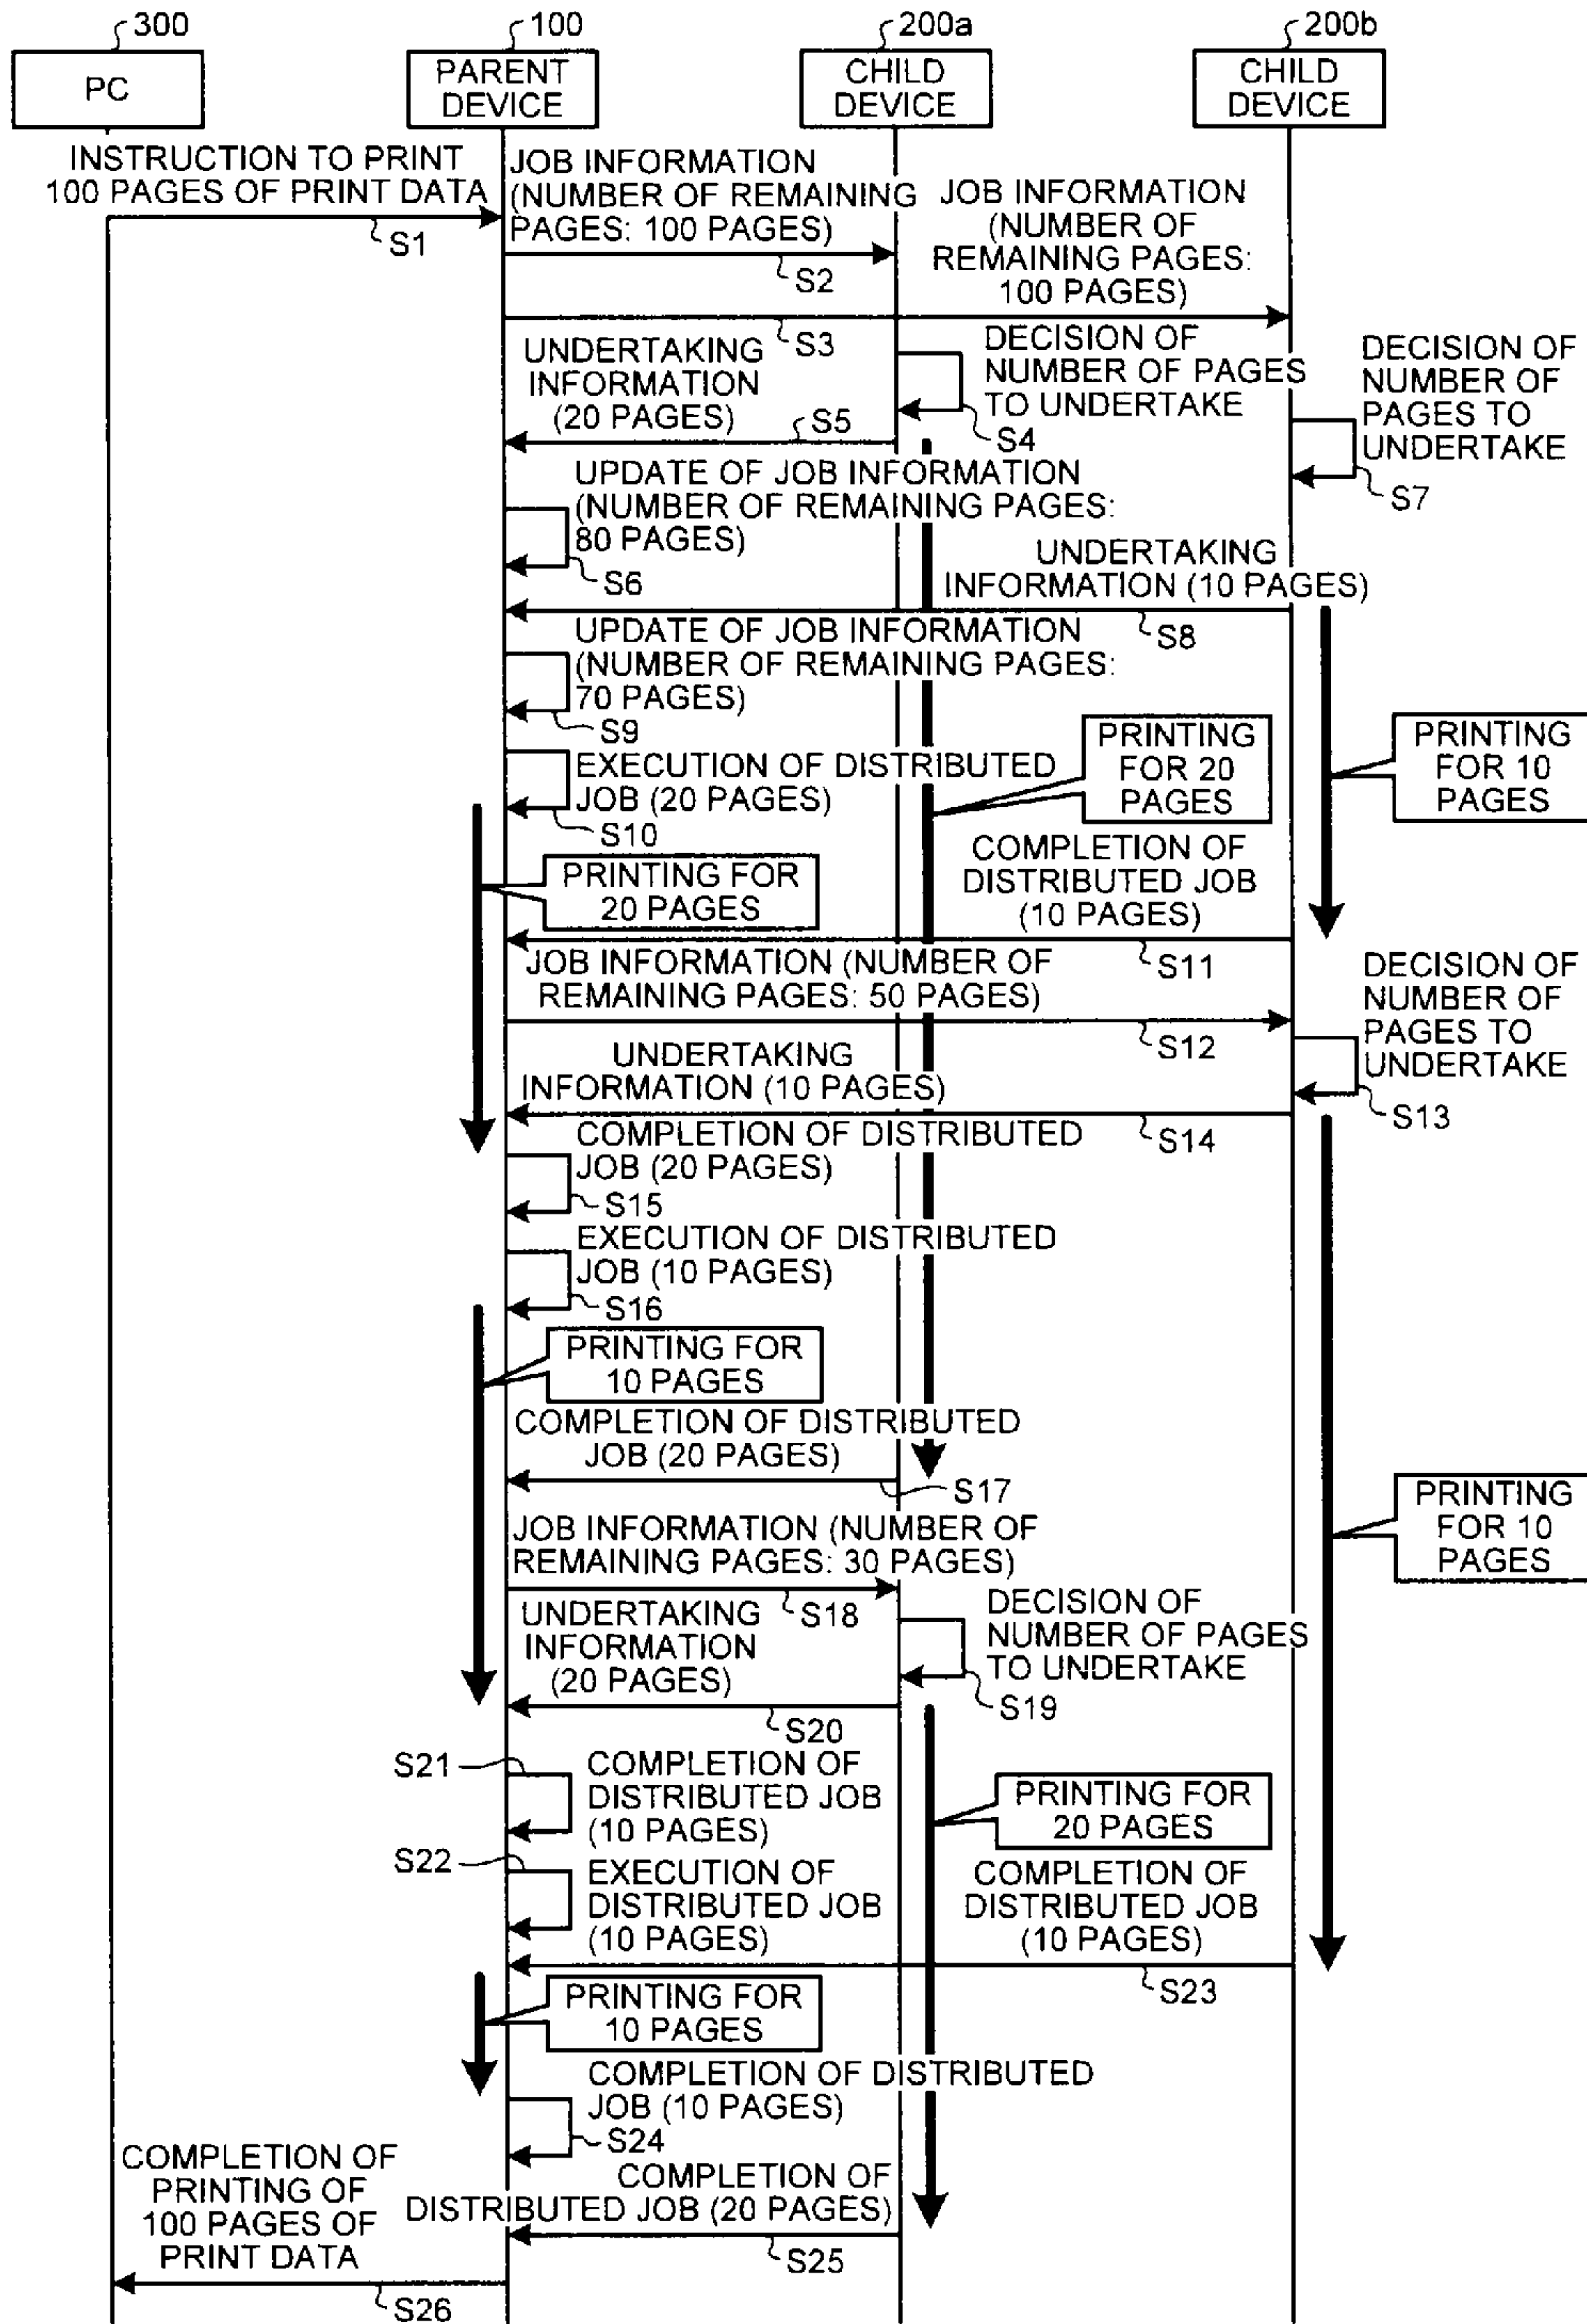 300
100
200a
200b
PC
PARENT
DEVICE
CHILD
DEVICE
CHILD
DEVICE
INSTRUCTION TO PRINT
100 PAGES OF PRINT DATA
S1
JOB INFORMATION
(NUMBER OF REMAINING
PAGES: 100 PAGES)
S2
JOB INFORMATION
(NUMBER OF
REMAINING PAGES:
100 PAGES)
S3
DECISION OF
NUMBER OF PAGES
TO UNDERTAKE
S4
UNDERTAKING
INFORMATION
(20 PAGES)
S5
DECISION OF
NUMBER OF
PAGES TO
UNDERTAKE
S7
UPDATE OF JOB INFORMATION
(NUMBER OF REMAINING PAGES:
80 PAGES)
S6
UNDERTAKING
INFORMATION (10 PAGES)
S8
UPDATE OF JOB INFORMATION
(NUMBER OF REMAINING PAGES:
70 PAGES)
S9
EXECUTION OF DISTRIBUTED
JOB (20 PAGES)
S10
PRINTING
FOR 20
PAGES
PRINTING
FOR 10
PAGES
PRINTING FOR
20 PAGES
COMPLETION OF
DISTRIBUTED JOB
(10 PAGES)
S11
JOB INFORMATION (NUMBER OF
REMAINING PAGES: 50 PAGES)
S12
DECISION OF
NUMBER OF
PAGES TO
UNDERTAKE
S13
UNDERTAKING
INFORMATION (10 PAGES)
S14
COMPLETION OF DISTRIBUTED
JOB (20 PAGES)
S15
EXECUTION OF DISTRIBUTED
JOB (10 PAGES)
S16
PRINTING FOR
10 PAGES
COMPLETION OF DISTRIBUTED
JOB (20 PAGES)
S17
PRINTING
FOR 10
PAGES
JOB INFORMATION (NUMBER OF
REMAINING PAGES: 30 PAGES)
S18
DECISION OF
NUMBER OF PAGES
TO UNDERTAKE
S19
UNDERTAKING
INFORMATION
(20 PAGES)
S20
S21
COMPLETION OF
DISTRIBUTED JOB
(10 PAGES)
PRINTING FOR
20 PAGES
S22
EXECUTION OF
DISTRIBUTED JOB
(10 PAGES)
COMPLETION OF
DISTRIBUTED JOB
(10 PAGES)
S23
PRINTING FOR
10 PAGES
COMPLETION OF DISTRIBUTED
JOB (10 PAGES)
S24
COMPLETION OF
DISTRIBUTED JOB (20 PAGES)
S25
COMPLETION OF
PRINTING OF
100 PAGES OF
PRINT DATA
S26